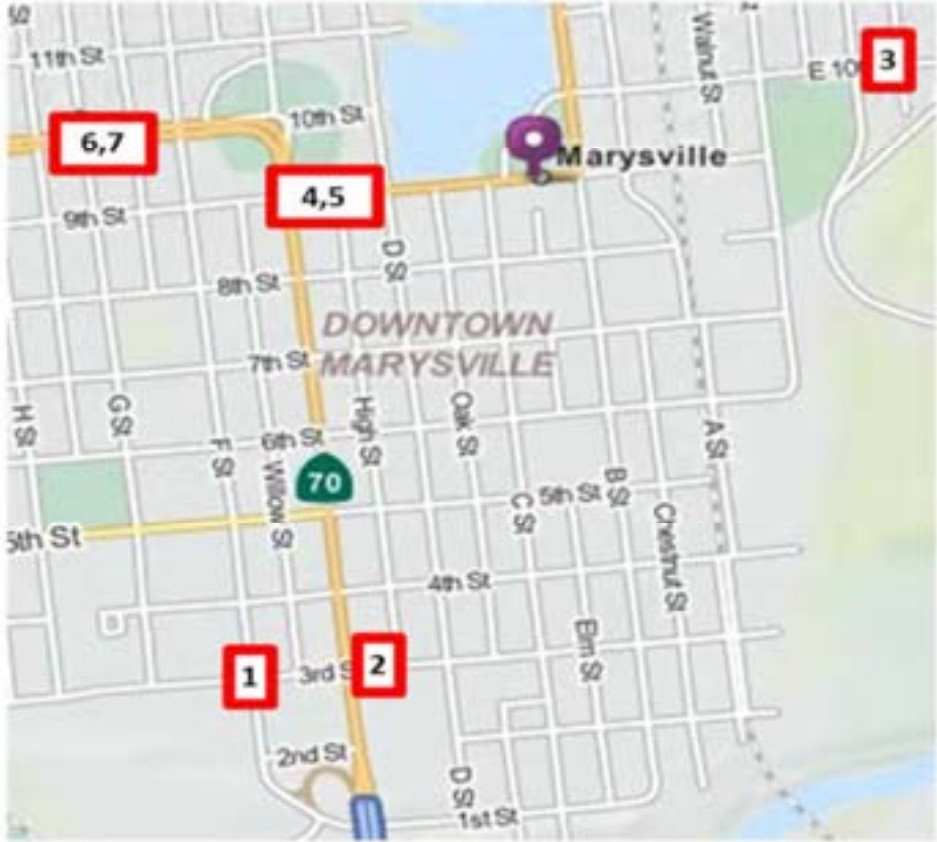 11th St
Walnut St
E 10
3
6,7
10th St
Marysville
4,5
9th St
D St
8th St
DOWNTOWN
MARYSVILLE
7th St
H St
G St
F St
6th St
High St
Oak St
A St
70
Willow St
5th St
B St
C St
5th St
Chestnut St
4th St
Elm St
1
3rd S
2
2nd St
D St
1st St